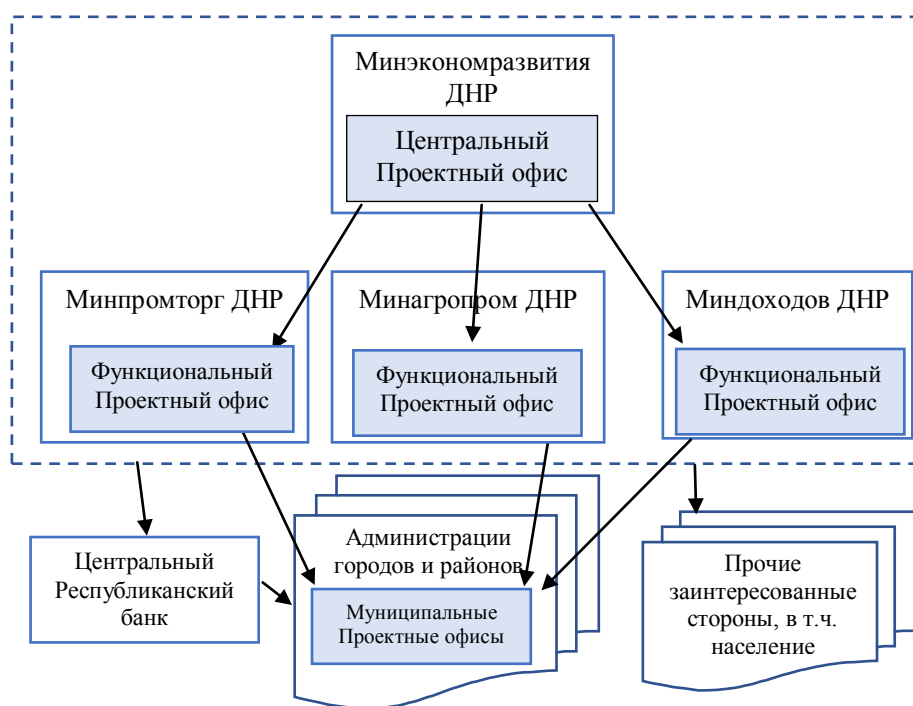 Минэкономразвития
ДНР
Центральный
Проектный офис
Минпромторг ДНР
Функциональный
Проектный офис
Минагропром ДНР
Функциональный
Проектный офис
Миндоходов ДНР
Функциональный
Проектный офис
Центральный
Республиканский
банк
Администрации
городов и районов
Муниципальные
Проектные офисы
Прочие
заинтересованные
стороны, в т.ч.
население